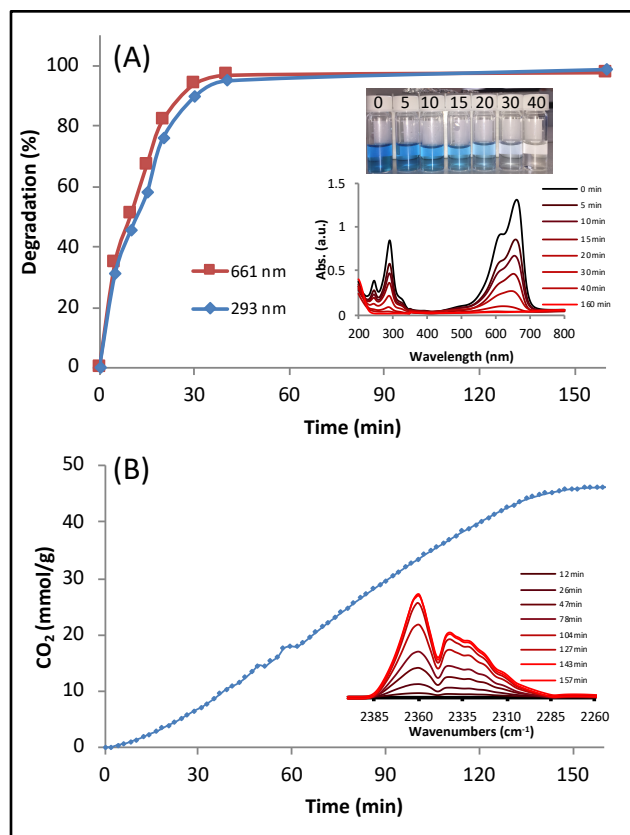 (A)
Degradation (%)
100
80
60
40
20
0
0 30 60 90 120 150
Time (min)
661 nm
293 nm
0 5 10 15 20 30 40
Abs. (a.u.)
1.5
1
0.5
0
200 300 400 500 600 700 800
Wavelength (nm)
0 min
5 min
10 min
15 min
20 min
30 min
40 min
160 min
(B)
CO2 (mmol/g)
50
40
30
20
10
0
0 30 60 90 120 150
Time (min)
12 min
26 min
47 min
78 min
104 min
127 min
143 min
157 min
2385 2360 2335 2310 2285 2260
Wavenumbers (cm-1)